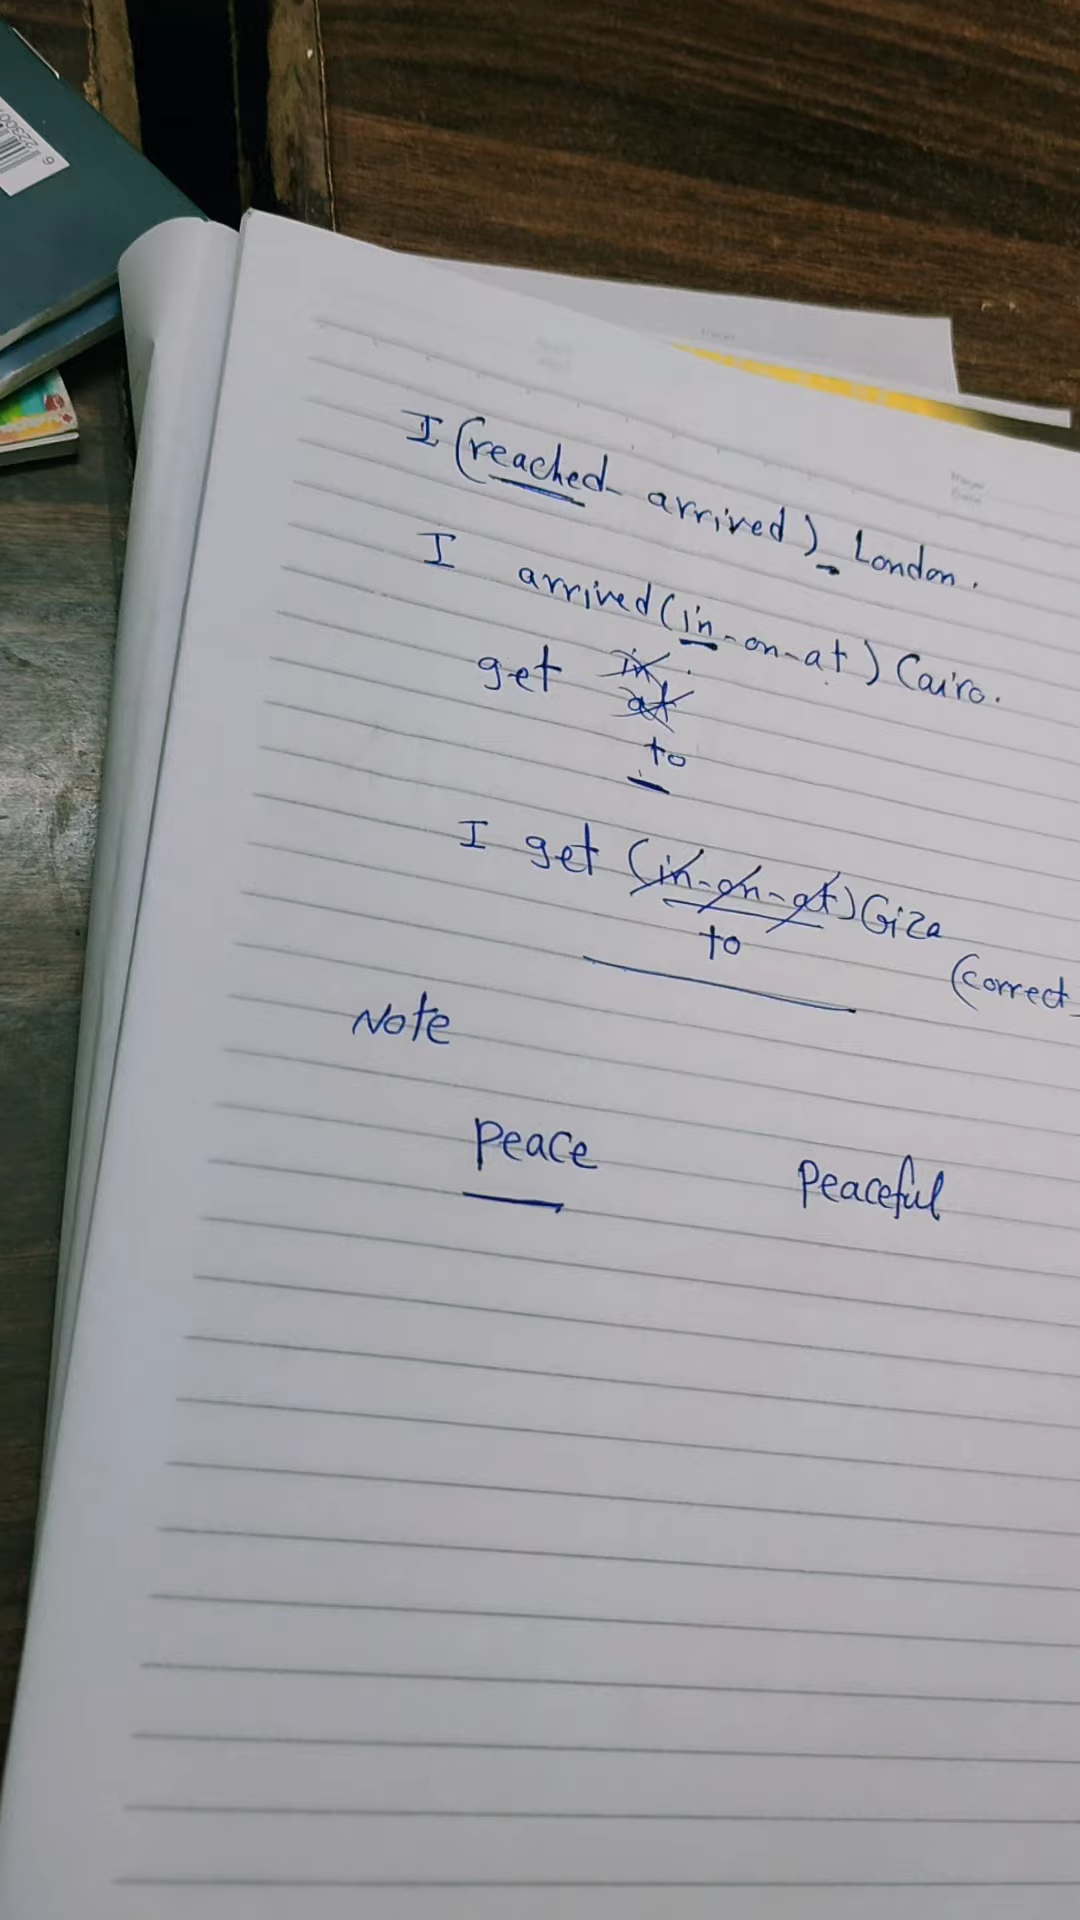 I (reached - arrived) _ London.
I arrived (in - on - at) Cairo.
get in
at
to
I get (in - on - at) Giza
to
(correct)
Note
peace peaceful